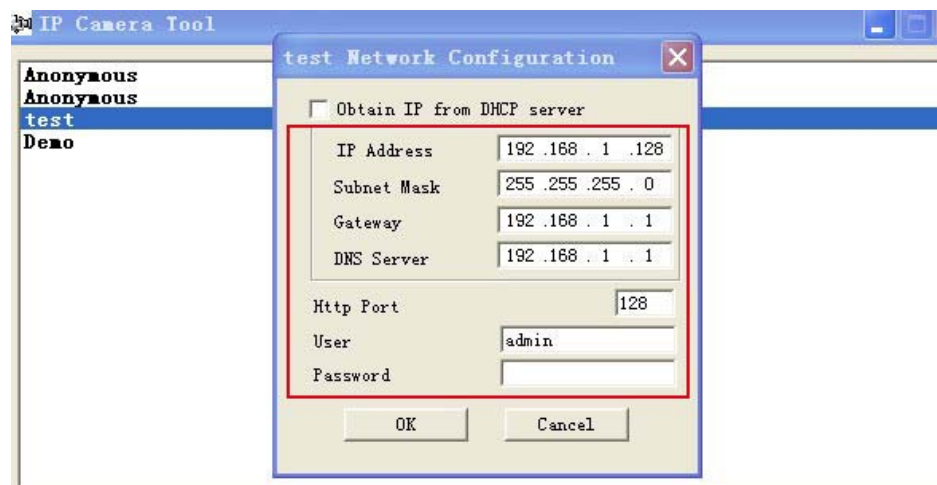 IP Camera Tool
Anonymous
Anonymous
test
Demo
test Network Configuration
Obtain IP from DHCP server
IP Address 192 .168 . 1 .128
Subnet Mask 255 .255 .255 . 0
Gateway 192 .168 . 1 . 1
DNS Server 192 .168 . 1 . 1
Http Port 128
User admin
Password
OK Cancel